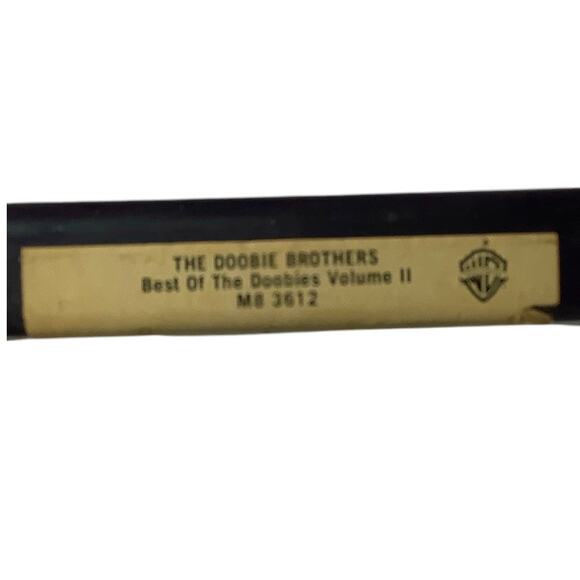 THE DOOBIE BROTHERS
Best Of The Doobies Volume II
M8 3612